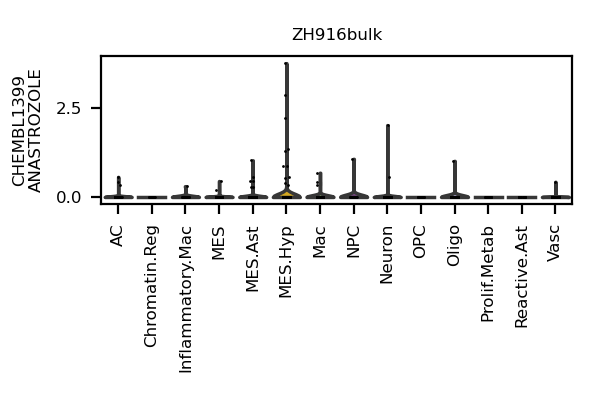 ZH916bulk
CHEMBL1399
ANASTROZOLE
2.5
0.0
AC
Chromatin.Reg
Inflammatory.Mac
MES
MES.Ast
MES.Hyp
Mac
NPC
Neuron
OPC
Oligo
Prolif.Metab
Reactive.Ast
Vasc